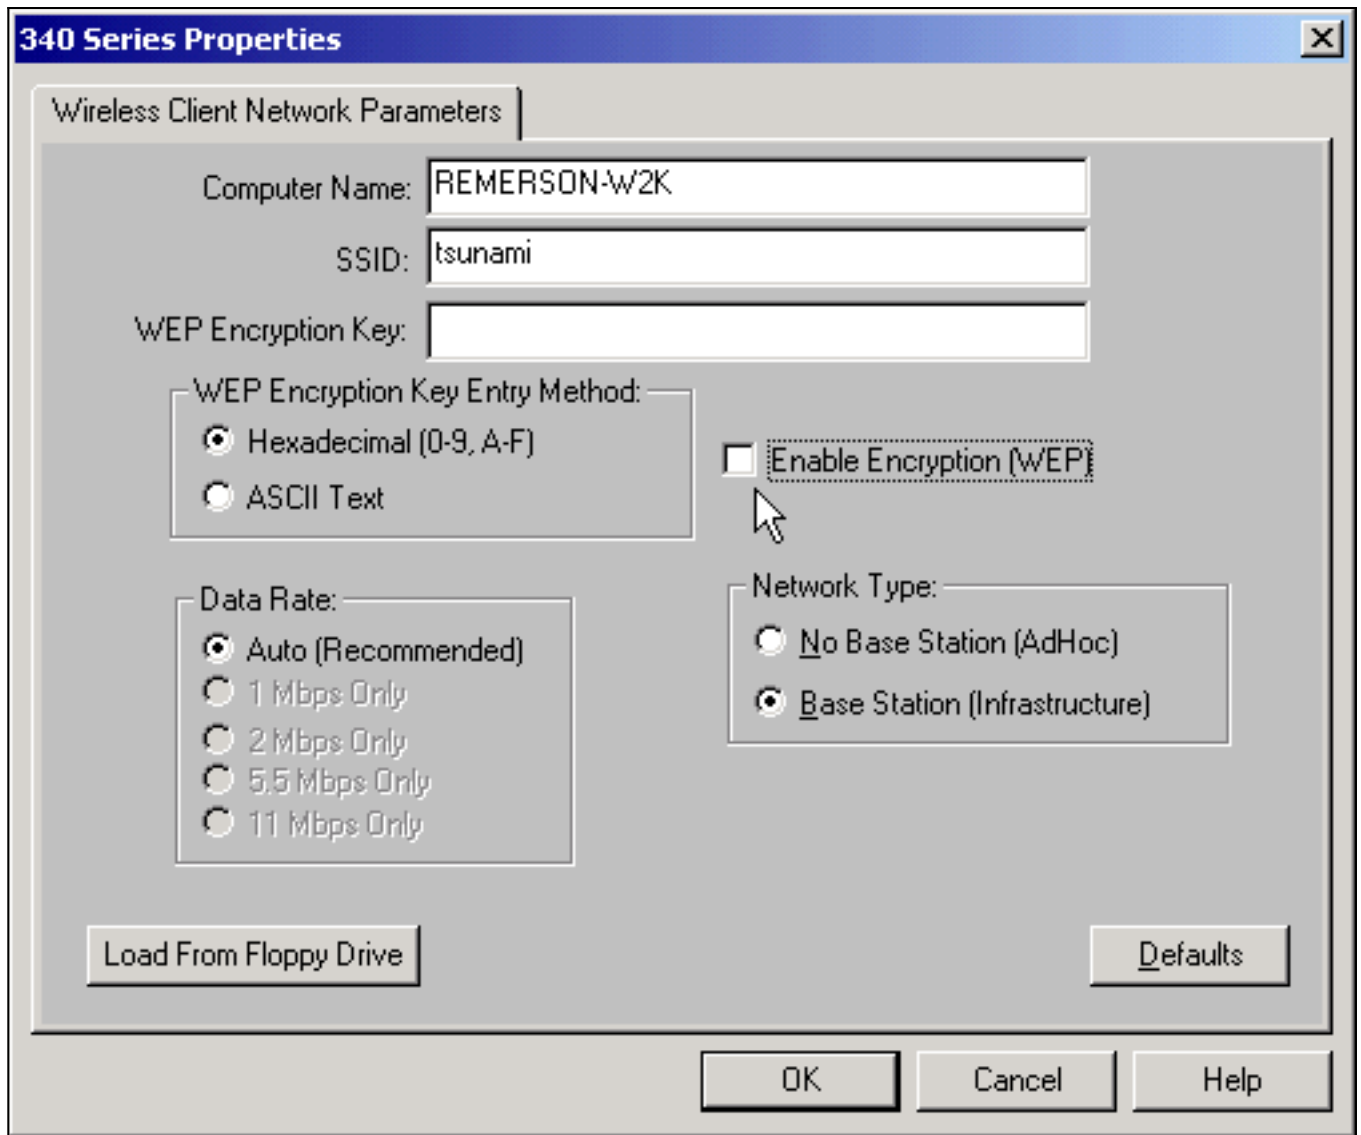 340 Series Properties
Wireless Client Network Parameters
Computer Name: REMERSON-W2K
SSID: tsunami
WEP Encryption Key:
WEP Encryption Key Entry Method:
Hexadecimal (0-9, A-F)
Enable Encryption (WEP)
ASCII Text
Data Rate:
Auto (Recommended)
1 Mbps Only
2 Mbps Only
5.5 Mbps Only
11 Mbps Only
Network Type:
No Base Station (AdHoc)
Base Station (Infrastructure)
Load From Floppy Drive
Defaults
OK
Cancel
Help